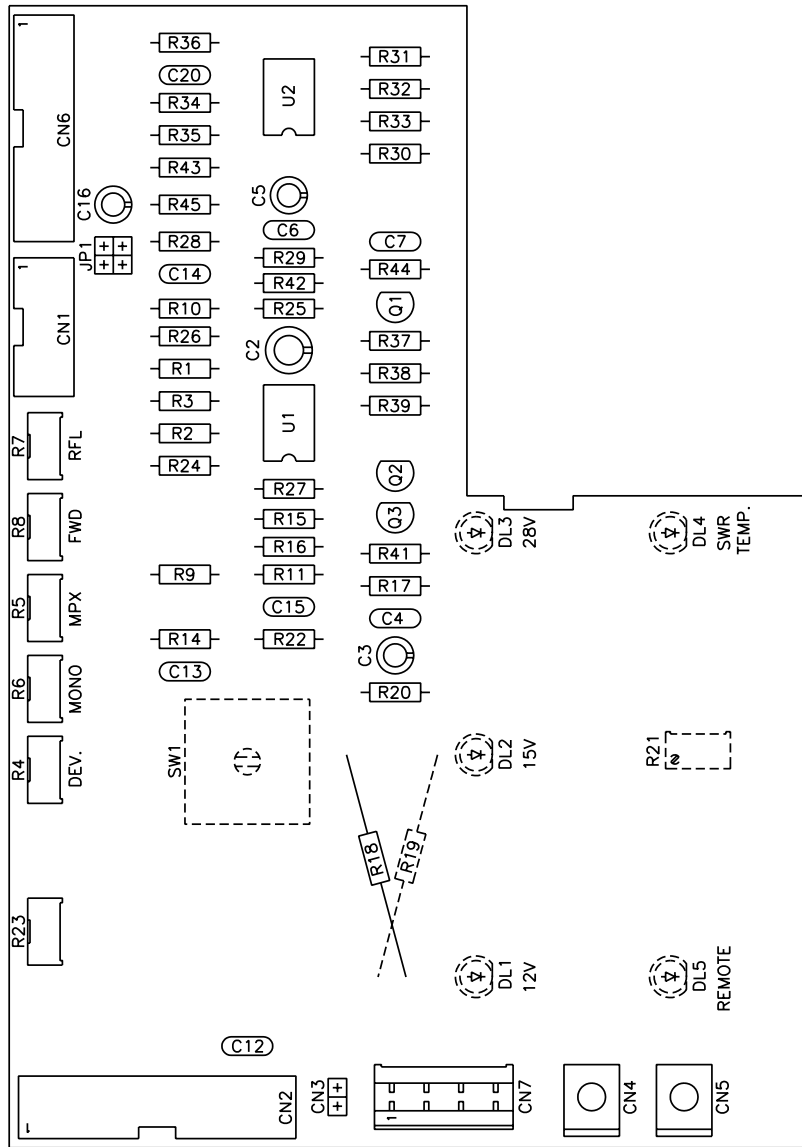 1
CN6
R36
C20
R34
R35
R43
C16
R45
JP1
R28
C14
1
CN1
R10
R26
R1
R3
R2
R24
U2
C5
C6
R29
R42
R25
C2
U1
R27
R15
R16
R11
C15
R22
R31
R32
R33
R30
C7
R44
Q1
R37
R38
R39
Q2
Q3
R41
R17
C4
C3
R20
R7
RFL
R8
FWD
R5
MPX
R6
MONO
R4
DEV.
R9
R14
C13
SW1
R18
R19
R23
DL3
28V
DL4
SWR
TEMP.
DL2
15V
R21
DL1
12V
DL5
REMOTE
C12
1
CN2
CN3
1
CN7
CN4
CN5